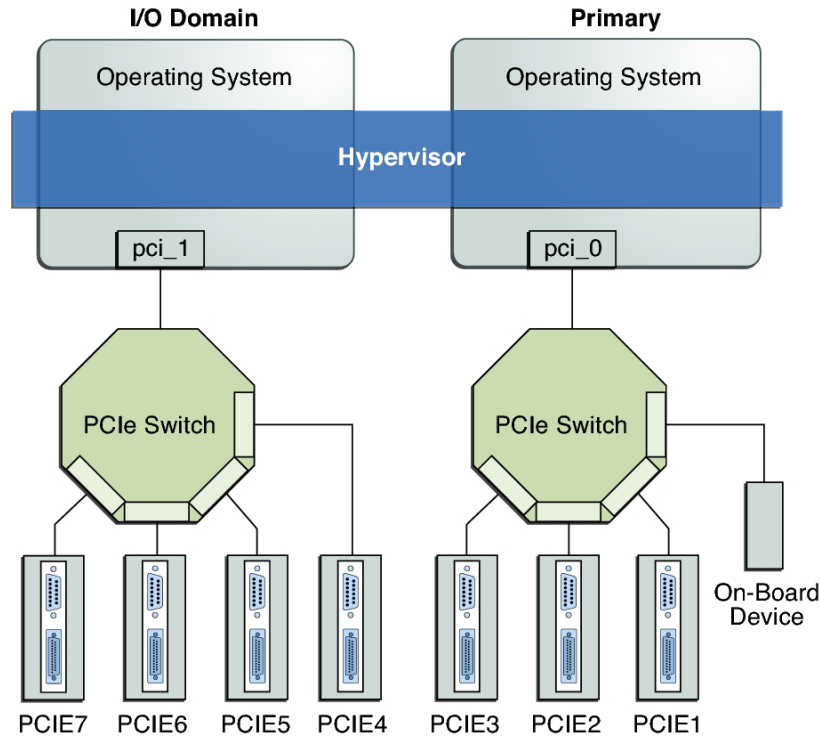 I/O Domain
Primary
Operating System
Operating System
Hypervisor
pci_1
pci_0
PCIe Switch
PCIe Switch
On-Board
Device
PCIE7
PCIE6
PCIE5
PCIE4
PCIE3
PCIE2
PCIE1